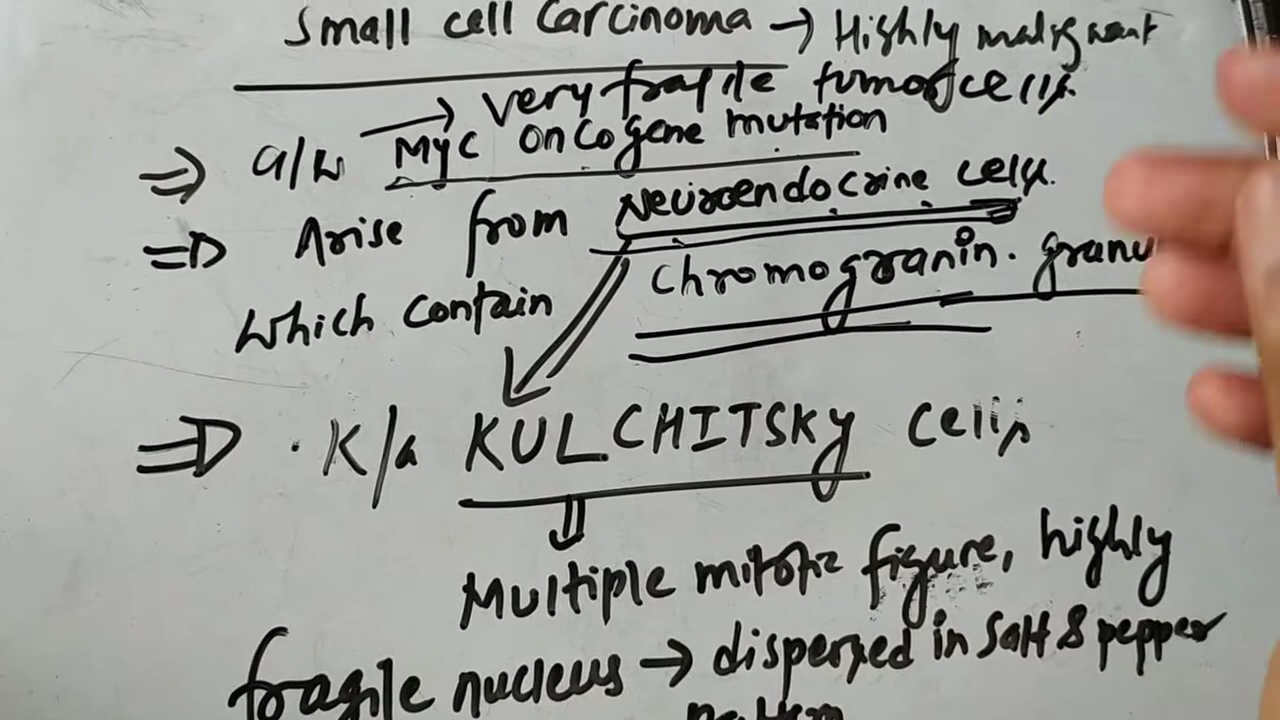 Small cell Carcinoma → Highly malignant
→ very fragile tumor cells.
⇒ a/w Myc oncogene mutation
⇒ Arise from Neuroendocrine cells.
which contain Chromogranin. granu
⇒ . K/a KULCHITSKy cells
Multiple mitotic figure, highly
fragile nucleus → dispersed in Salt & pepper
pattern